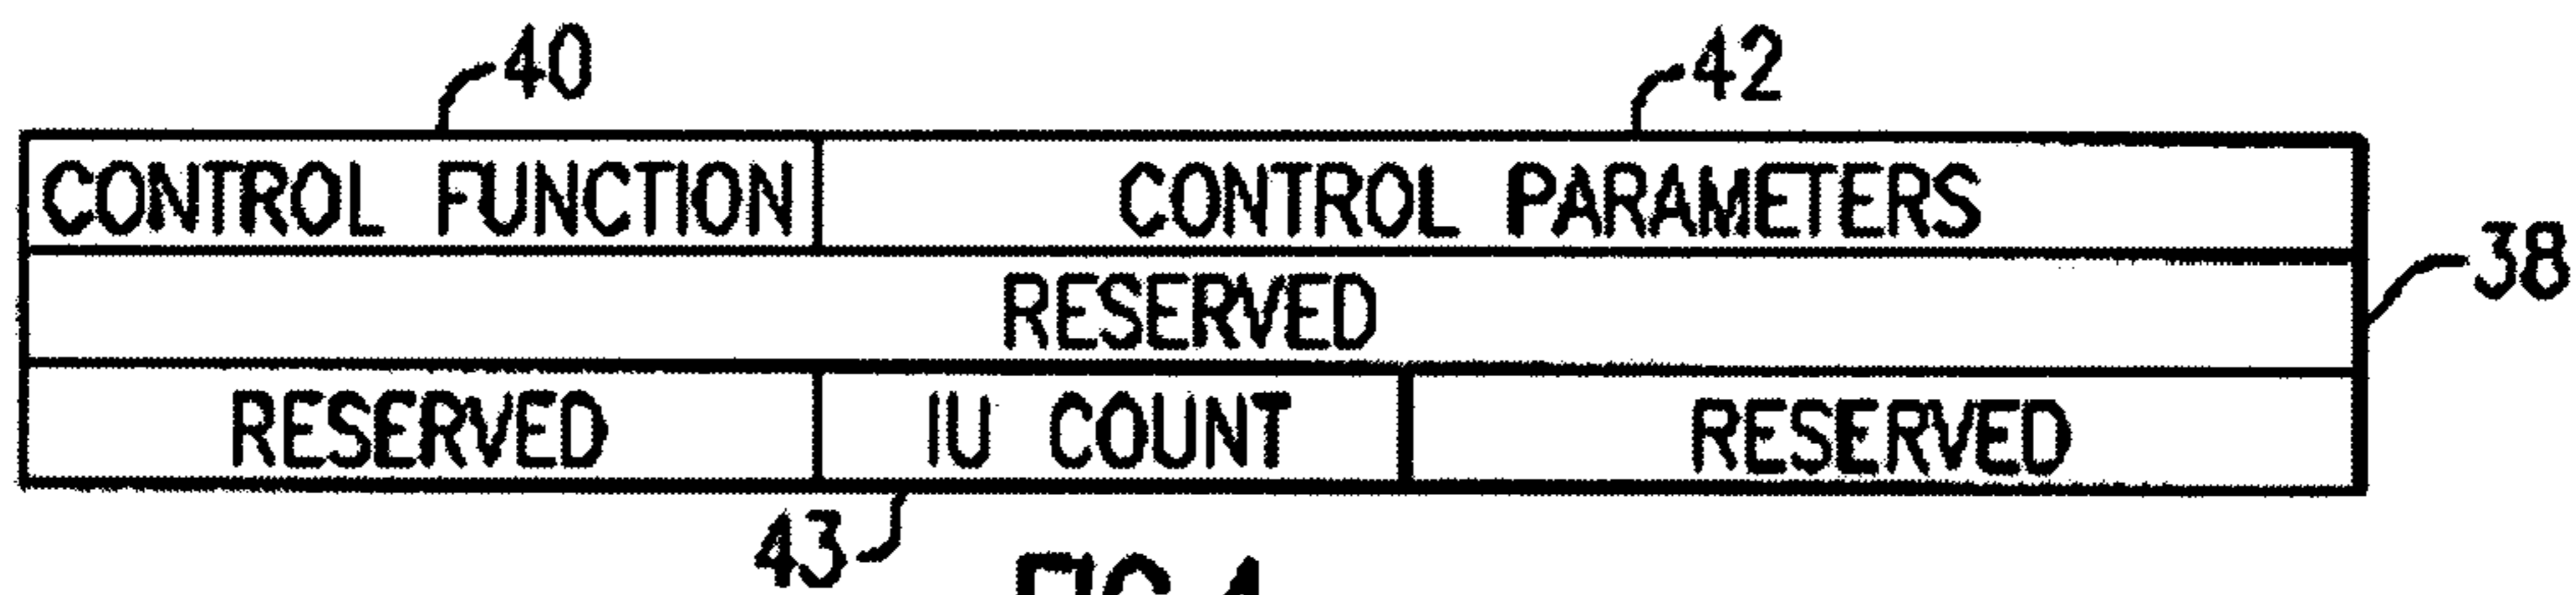 40 42
CONTROL FUNCTION CONTROL PARAMETERS
38
RESERVED
RESERVED IU COUNT RESERVED
43